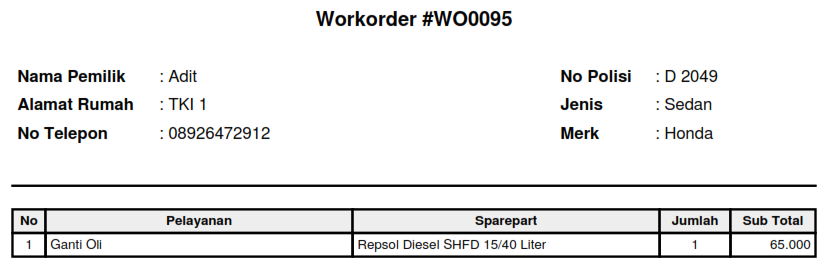 Workorder #WO0095
Nama Pemilik : Adit No Polisi : D 2049
Alamat Rumah : TKI 1 Jenis : Sedan
No Telepon : 08926472912 Merk : Honda
No Pelayanan Sparepart Jumlah Sub Total
1 Ganti Oli Repsol Diesel SHFD 15/40 Liter 1 65.000